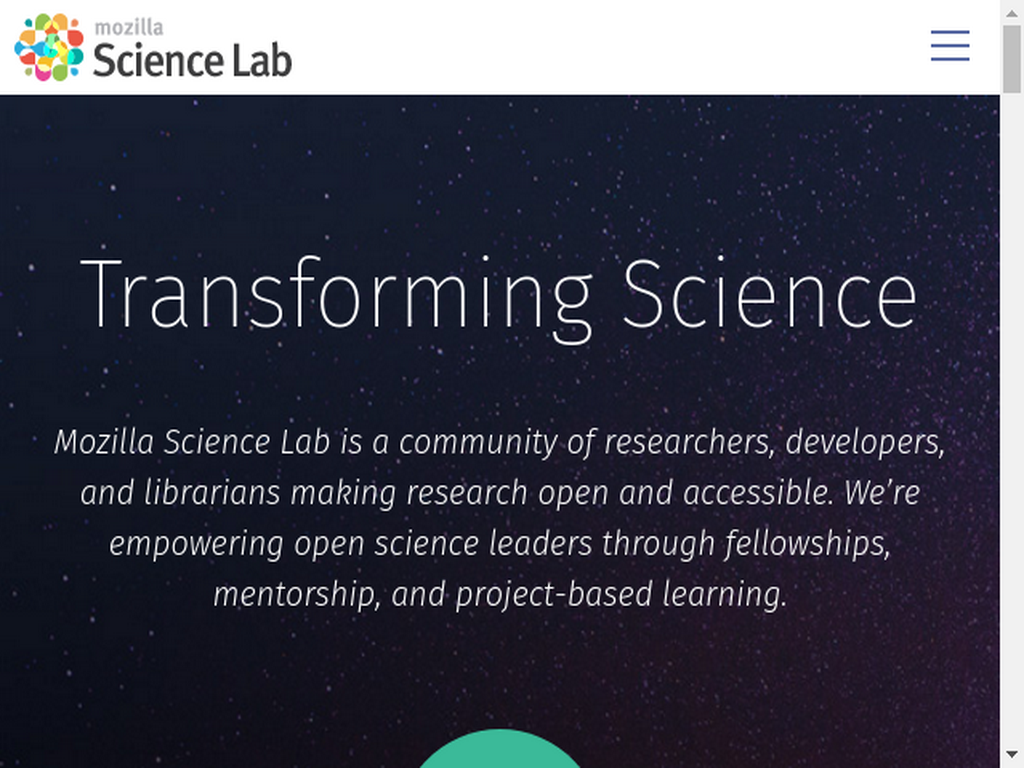 mozilla
Science Lab
Transforming Science
Mozilla Science Lab is a community of researchers, developers,
and librarians making research open and accessible. We’re
empowering open science leaders through fellowships,
mentorship, and project-based learning.